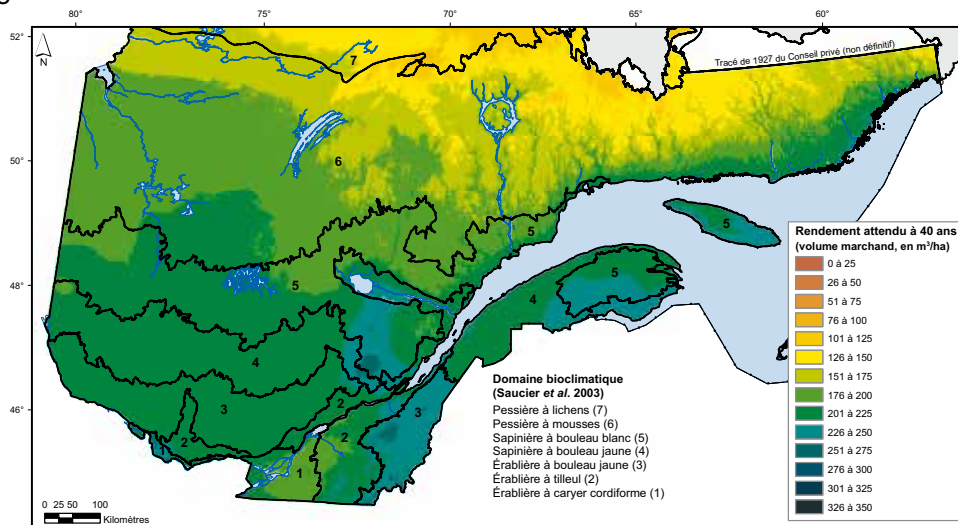 80° 75° 70° 65° 60°
52°
N
7
Tracé de 1927 du Conseil privé (non définitif)
6
50°
5
5
5
48°
5
4
4
46°
3
2
2
3
2
1
1
Rendement attendu à 40 ans
(volume marchand, en m³/ha)
0 à 25
26 à 50
51 à 75
76 à 100
101 à 125
126 à 150
151 à 175
176 à 200
201 à 225
226 à 250
251 à 275
276 à 300
301 à 325
326 à 350
Domaine bioclimatique
(Saucier et al. 2003)
Pessière à lichens (7)
Pessière à mousses (6)
Sapinière à bouleau blanc (5)
Sapinière à bouleau jaune (4)
Érablière à bouleau jaune (3)
Érablière à tilleul (2)
Érablière à caryer cordiforme (1)
0 25 50 100
Kilomètres